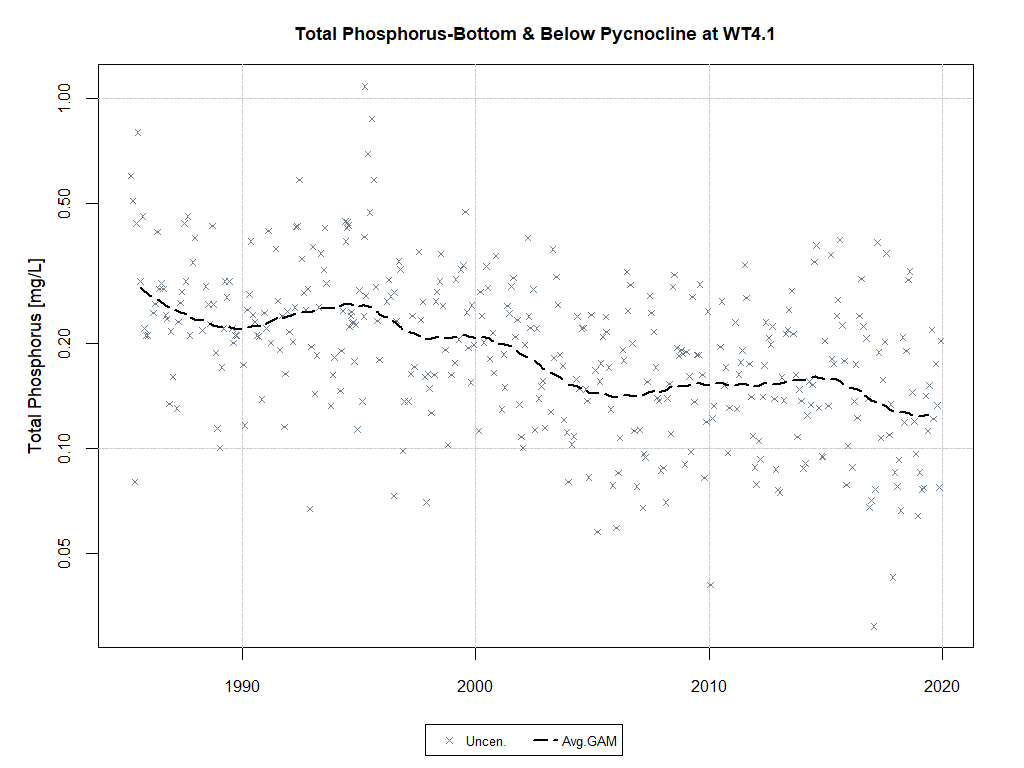 Total Phosphorus-Bottom & Below Pycnocline at WT4.1
Total Phosphorus [mg/L]
1.00
0.50
0.20
0.10
0.05
1990 2000 2010 2020
Uncen. Avg.GAM